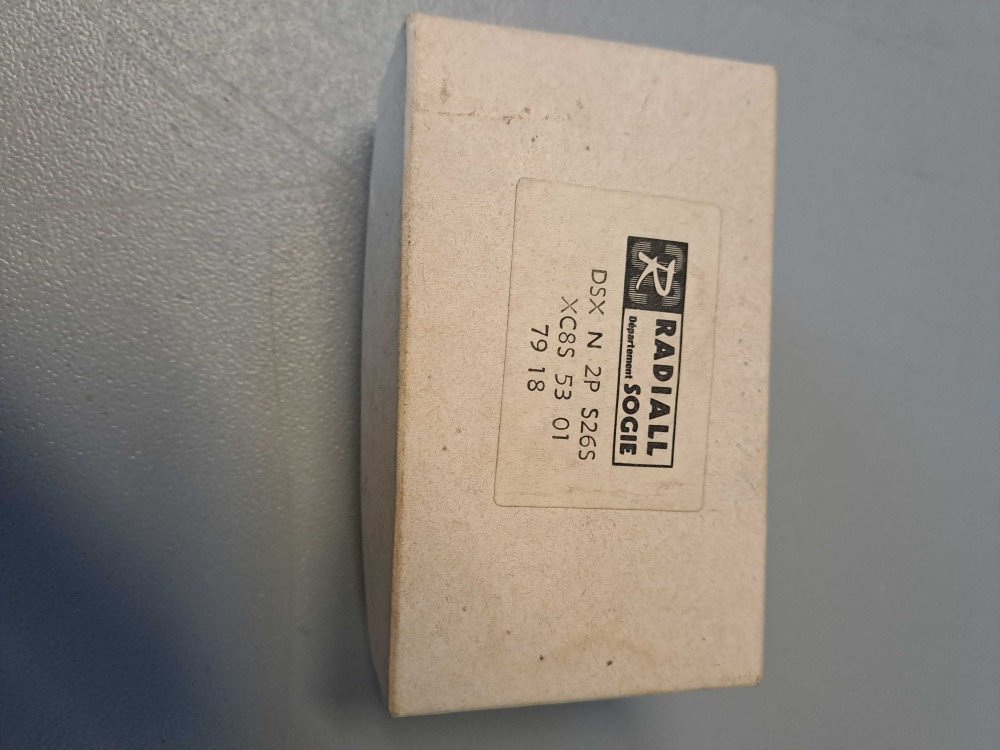 R RADIALL
Département SOGIE
DSX N 2P S26S
XC8S 53 01
79 18